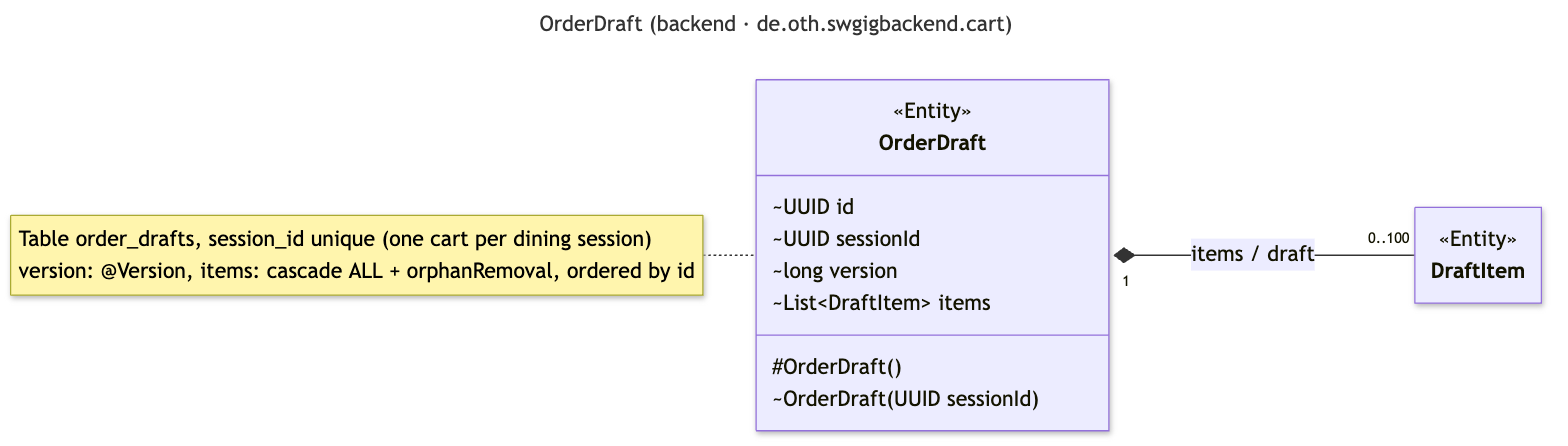 OrderDraft (backend · de.oth.swgigbackend.cart)
«Entity»
OrderDraft
~UUID id
~UUID sessionId
~long version
~List<DraftItem> items
#OrderDraft()
~OrderDraft(UUID sessionId)
Table order_drafts, session_id unique (one cart per dining session)
version: @Version, items: cascade ALL + orphanRemoval, ordered by id
1
items / draft
0..100
«Entity»
DraftItem